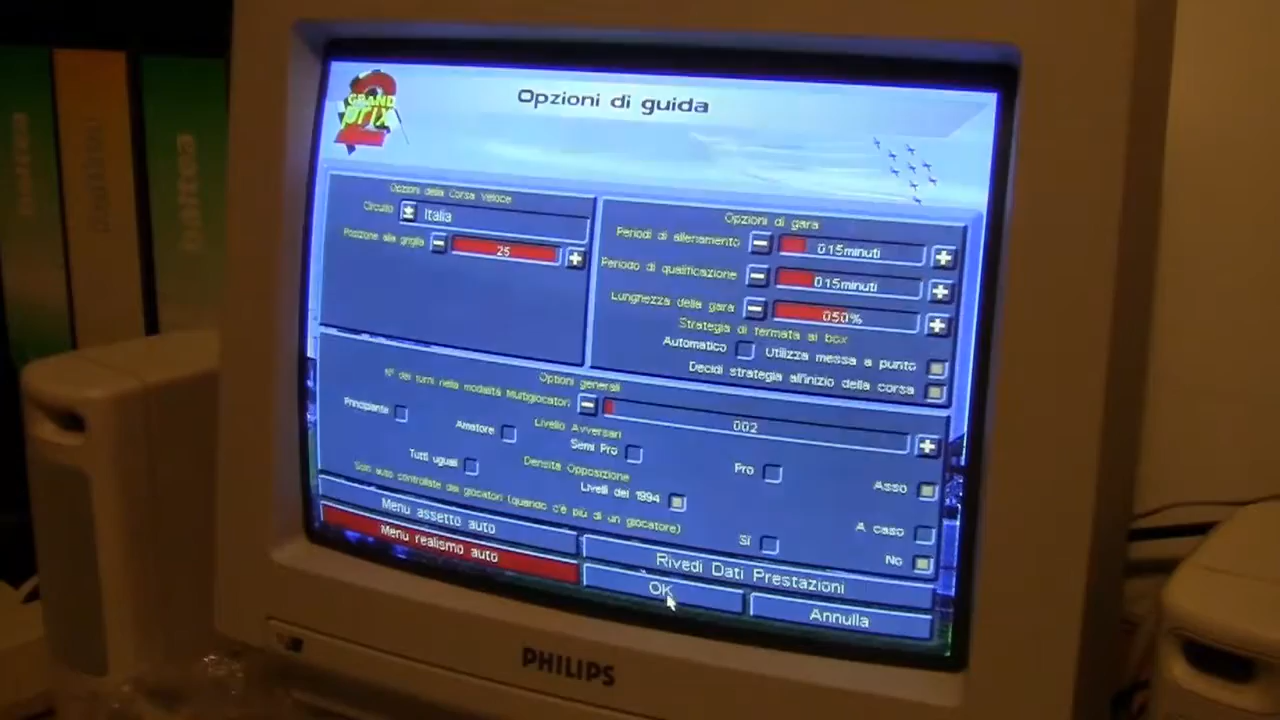 GRAND
prix
2
Opzioni di guida
Opzioni della Corsa Veloce
Circuito
Italia
Posizione alla griglia
25
Opzioni di gara
Periodi di allenamento
015minuti
Periodo di qualificazione
015minuti
Lunghezza della gara
050%
Strategia di fermata ai box
Automatico
Utilizza messa a punto
Decidi strategia all'inizio della corsa
Optioni generali
N° dei turni nella modalità Multigiocatori
002
Livello Avversari
Principiante
Amatore
Semi Pro
Pro
Asso
Densità Opposizione
Tutti uguali
Livelli del 1994
A caso
Solo auto controllate dai giocatori (quando c'è più di un giocatore)
Sì
No
Menu assetto auto
Menu realismo auto
Rivedi Dati Prestazioni
OK
Annulla
PHILIPS
baltea